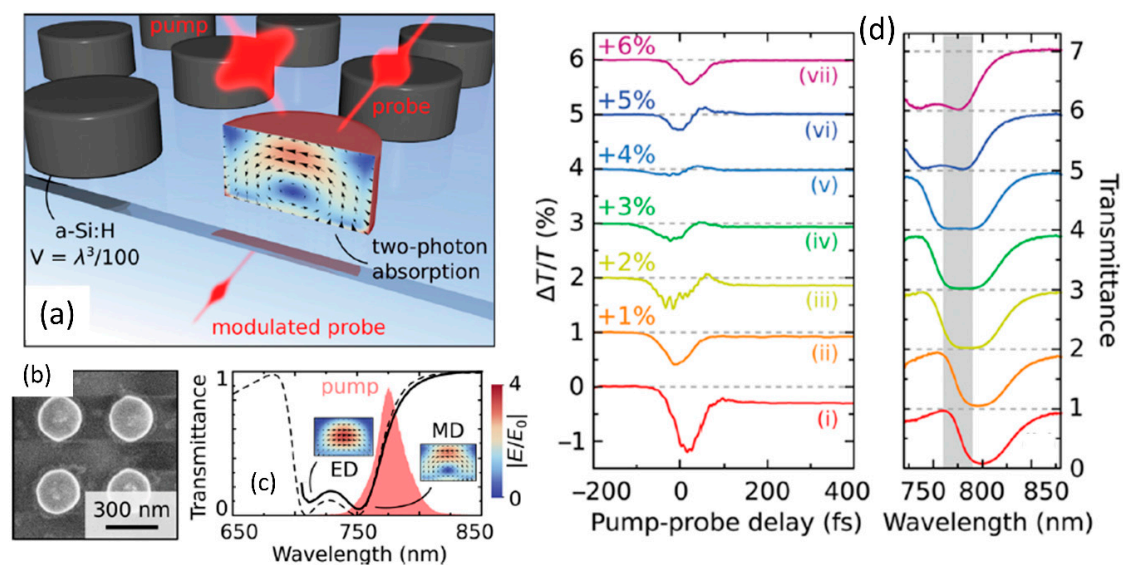 pump
probe
a-Si:H
V = λ³/100
two-photon
absorption
(a)
modulated probe
(b)
300 nm
Transmittance
1
0
pump
ED
MD
(c)
650
750
850
Wavelength (nm)
4
0
|E/E₀|
ΔT/T (%)
6
5
4
3
2
1
0
−1
+6%
(vii)
+5%
(vi)
+4%
(v)
+3%
(iv)
+2%
(iii)
+1%
(ii)
(i)
−200
0
200
400
Pump-probe delay (fs)
(d)
7
6
5
4
3
2
1
0
Transmittance
750
800
850
Wavelength (nm)